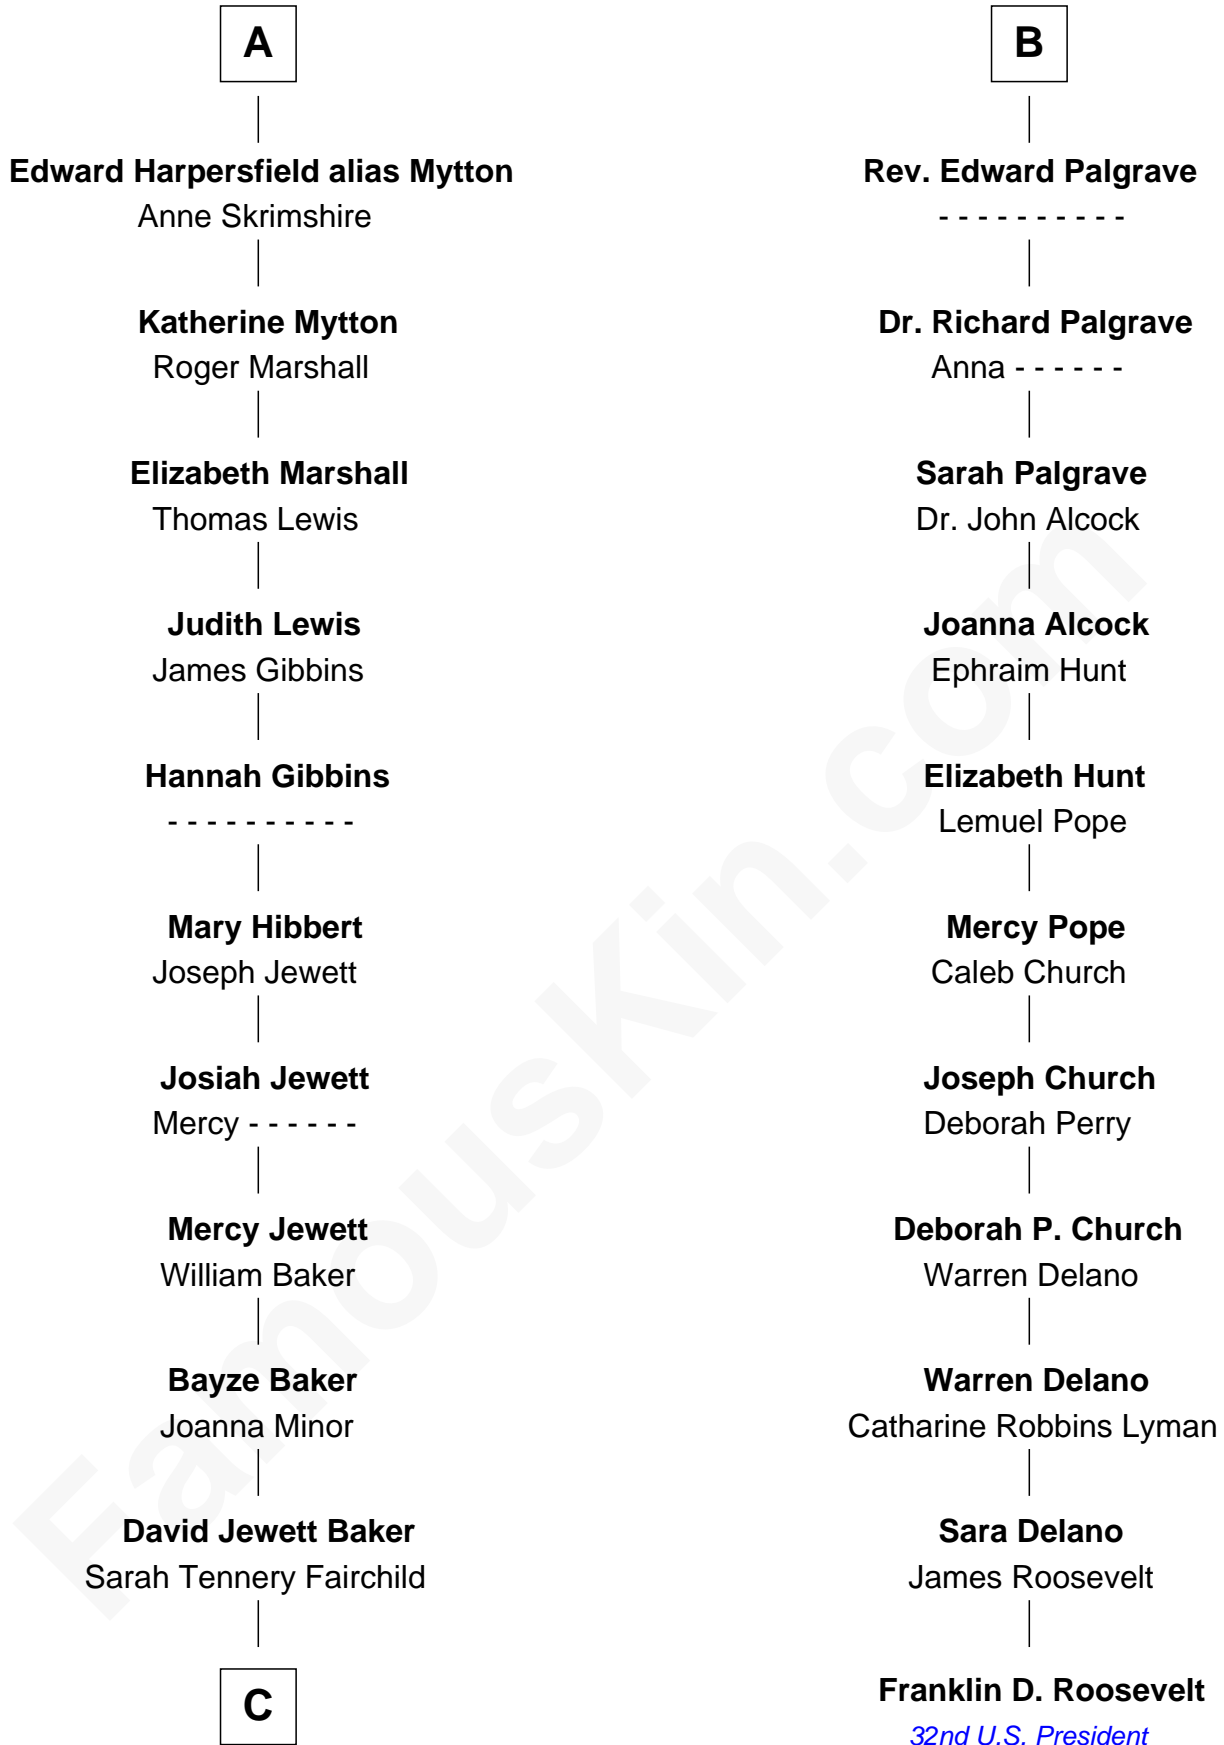 A
Edward Harpersfield alias Mytton
Anne Skrimshire
Katherine Mytton
Roger Marshall
Elizabeth Marshall
Thomas Lewis
Judith Lewis
James Gibbins
Hannah Gibbins
- - - - - - - - - -
Mary Hibbert
Joseph Jewett
Josiah Jewett
Mercy - - - - - -
Mercy Jewett
William Baker
Bayze Baker
Joanna Minor
David Jewett Baker
Sarah Tennery Fairchild
C
B
Rev. Edward Palgrave
- - - - - - - - - -
Dr. Richard Palgrave
Anna - - - - - -
Sarah Palgrave
Dr. John Alcock
Joanna Alcock
Ephraim Hunt
Elizabeth Hunt
Lemuel Pope
Mercy Pope
Caleb Church
Joseph Church
Deborah Perry
Deborah P. Church
Warren Delano
Warren Delano
Catharine Robbins Lyman
Sara Delano
James Roosevelt
Franklin D. Roosevelt
32nd U.S. President
FamousKin.com